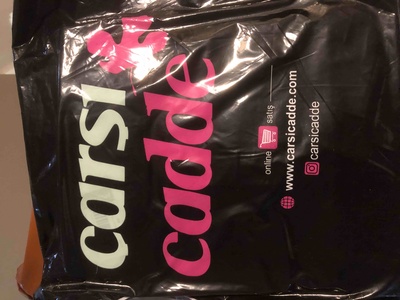 carsi
cadde
online satış
www.carsicadde.com
carsicadde